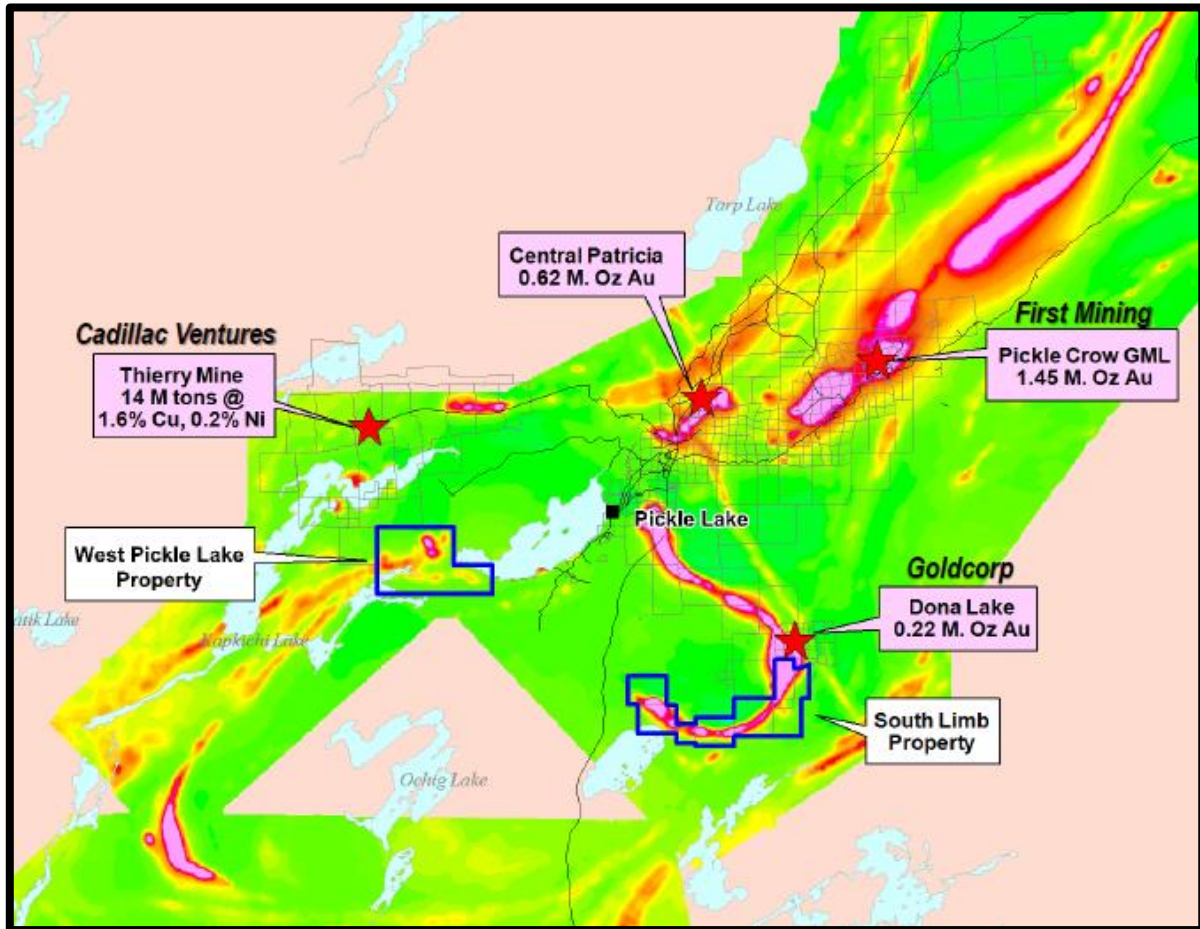 Tarp Lake
Central Patricia
0.62 M. Oz Au
First Mining
Pickle Crow GML
1.45 M. Oz Au
Cadillac Ventures
Thierry Mine
14 M tons @
1.6% Cu, 0.2% Ni
Pickle Lake
West Pickle Lake
Property
Goldcorp
Dona Lake
0.22 M. Oz Au
Lake
Kapkichi Lake
South Limb
Property
Ochig Lake